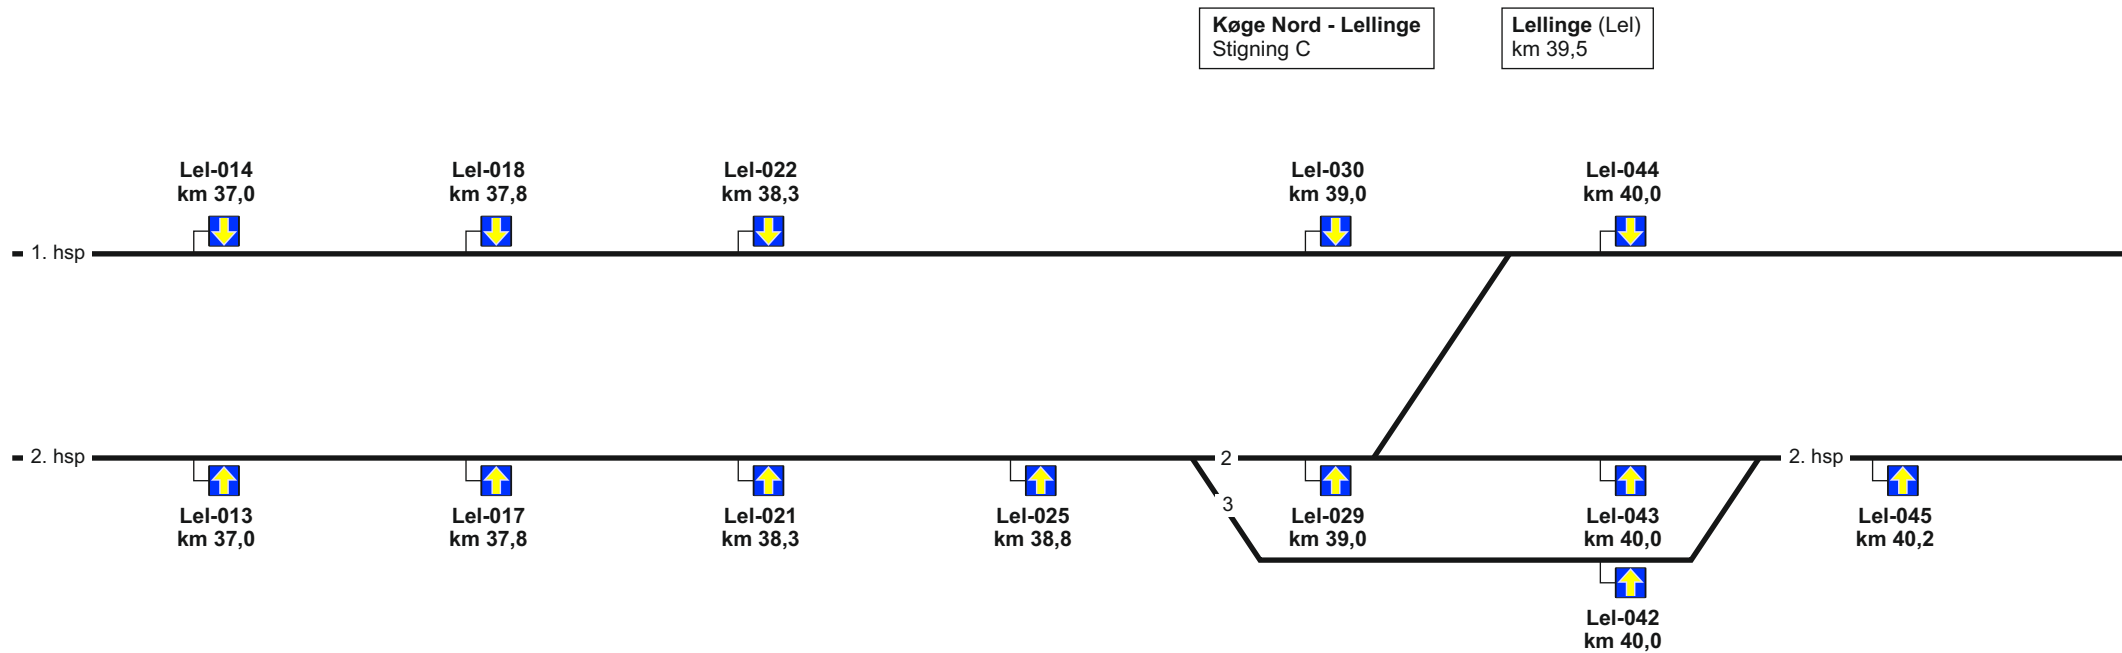 Køge Nord - Lellinge
Stigning C
Lellinge (Lel)
km 39,5
Lel-014
km 37,0
Lel-018
km 37,8
Lel-022
km 38,3
Lel-030
km 39,0
Lel-044
km 40,0
1. hsp
2. hsp
2
2. hsp
3
Lel-013
km 37,0
Lel-017
km 37,8
Lel-021
km 38,3
Lel-025
km 38,8
Lel-029
km 39,0
Lel-043
km 40,0
Lel-045
km 40,2
Lel-042
km 40,0